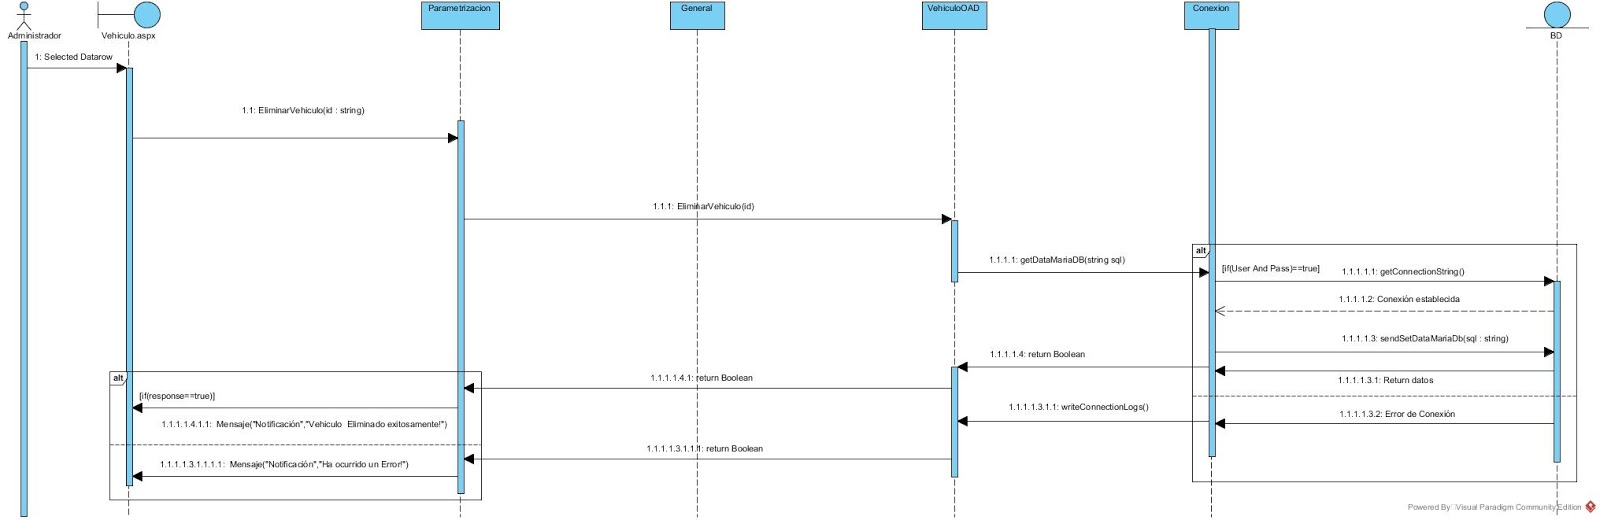 Administrador
Vehiculo.aspx
Parametrizacion
General
VehiculoOAD
Conexion
BD
1: Selected Datarow
1.1: EliminarVehiculo(id : string)
1.1.1: EliminarVehiculo(id)
1.1.1.1: getDataMariaDB(string sql)
alt
[if(User And Pass)==true]
1.1.1.1.1: getConnectionString()
1.1.1.1.2: Conexión establecida
1.1.1.1.3: sendSetDataMariaDb(sql : string)
1.1.1.1.4: return Boolean
1.1.1.1.3.1: Return datos
1.1.1.1.4.1: return Boolean
alt
[if(response==true)]
1.1.1.1.3.1.1: writeConnectionLogs()
1.1.1.1.3.2: Error de Conexión
1.1.1.1.4.1.1: Mensaje("Notificación","Vehiculo Eliminado exitosamente!")
1.1.1.1.3.1.1.1: return Boolean
1.1.1.1.3.1.1.1.1: Mensaje("Notificación","Ha ocurrido un Error!")
Powered By Visual Paradigm Community Edition